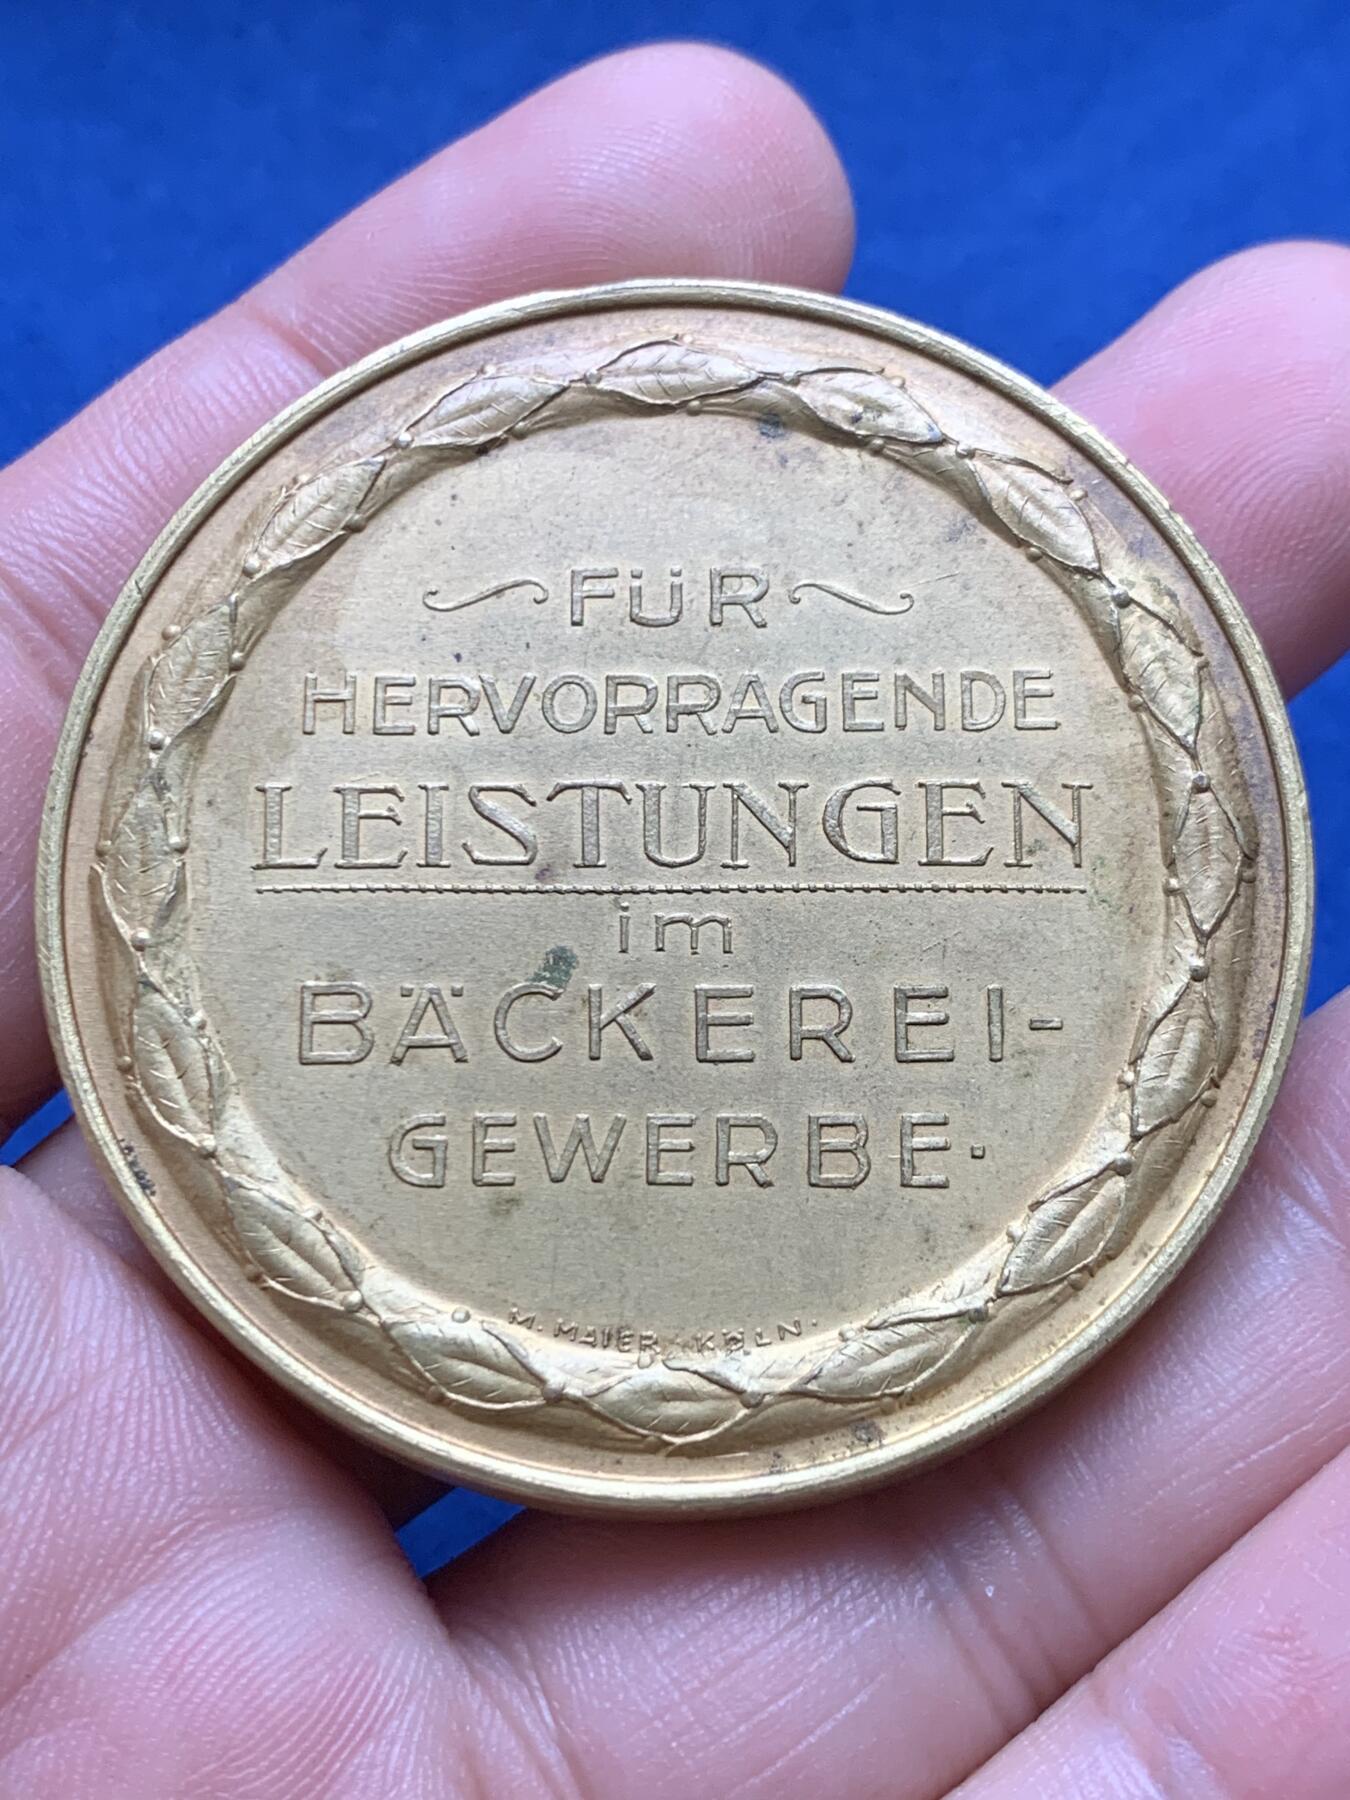 FÜR
HERVORRAGENDE
LEISTUNGEN
im
BÄCKEREI-
GEWERBE·
M. MAIER KÖLN.